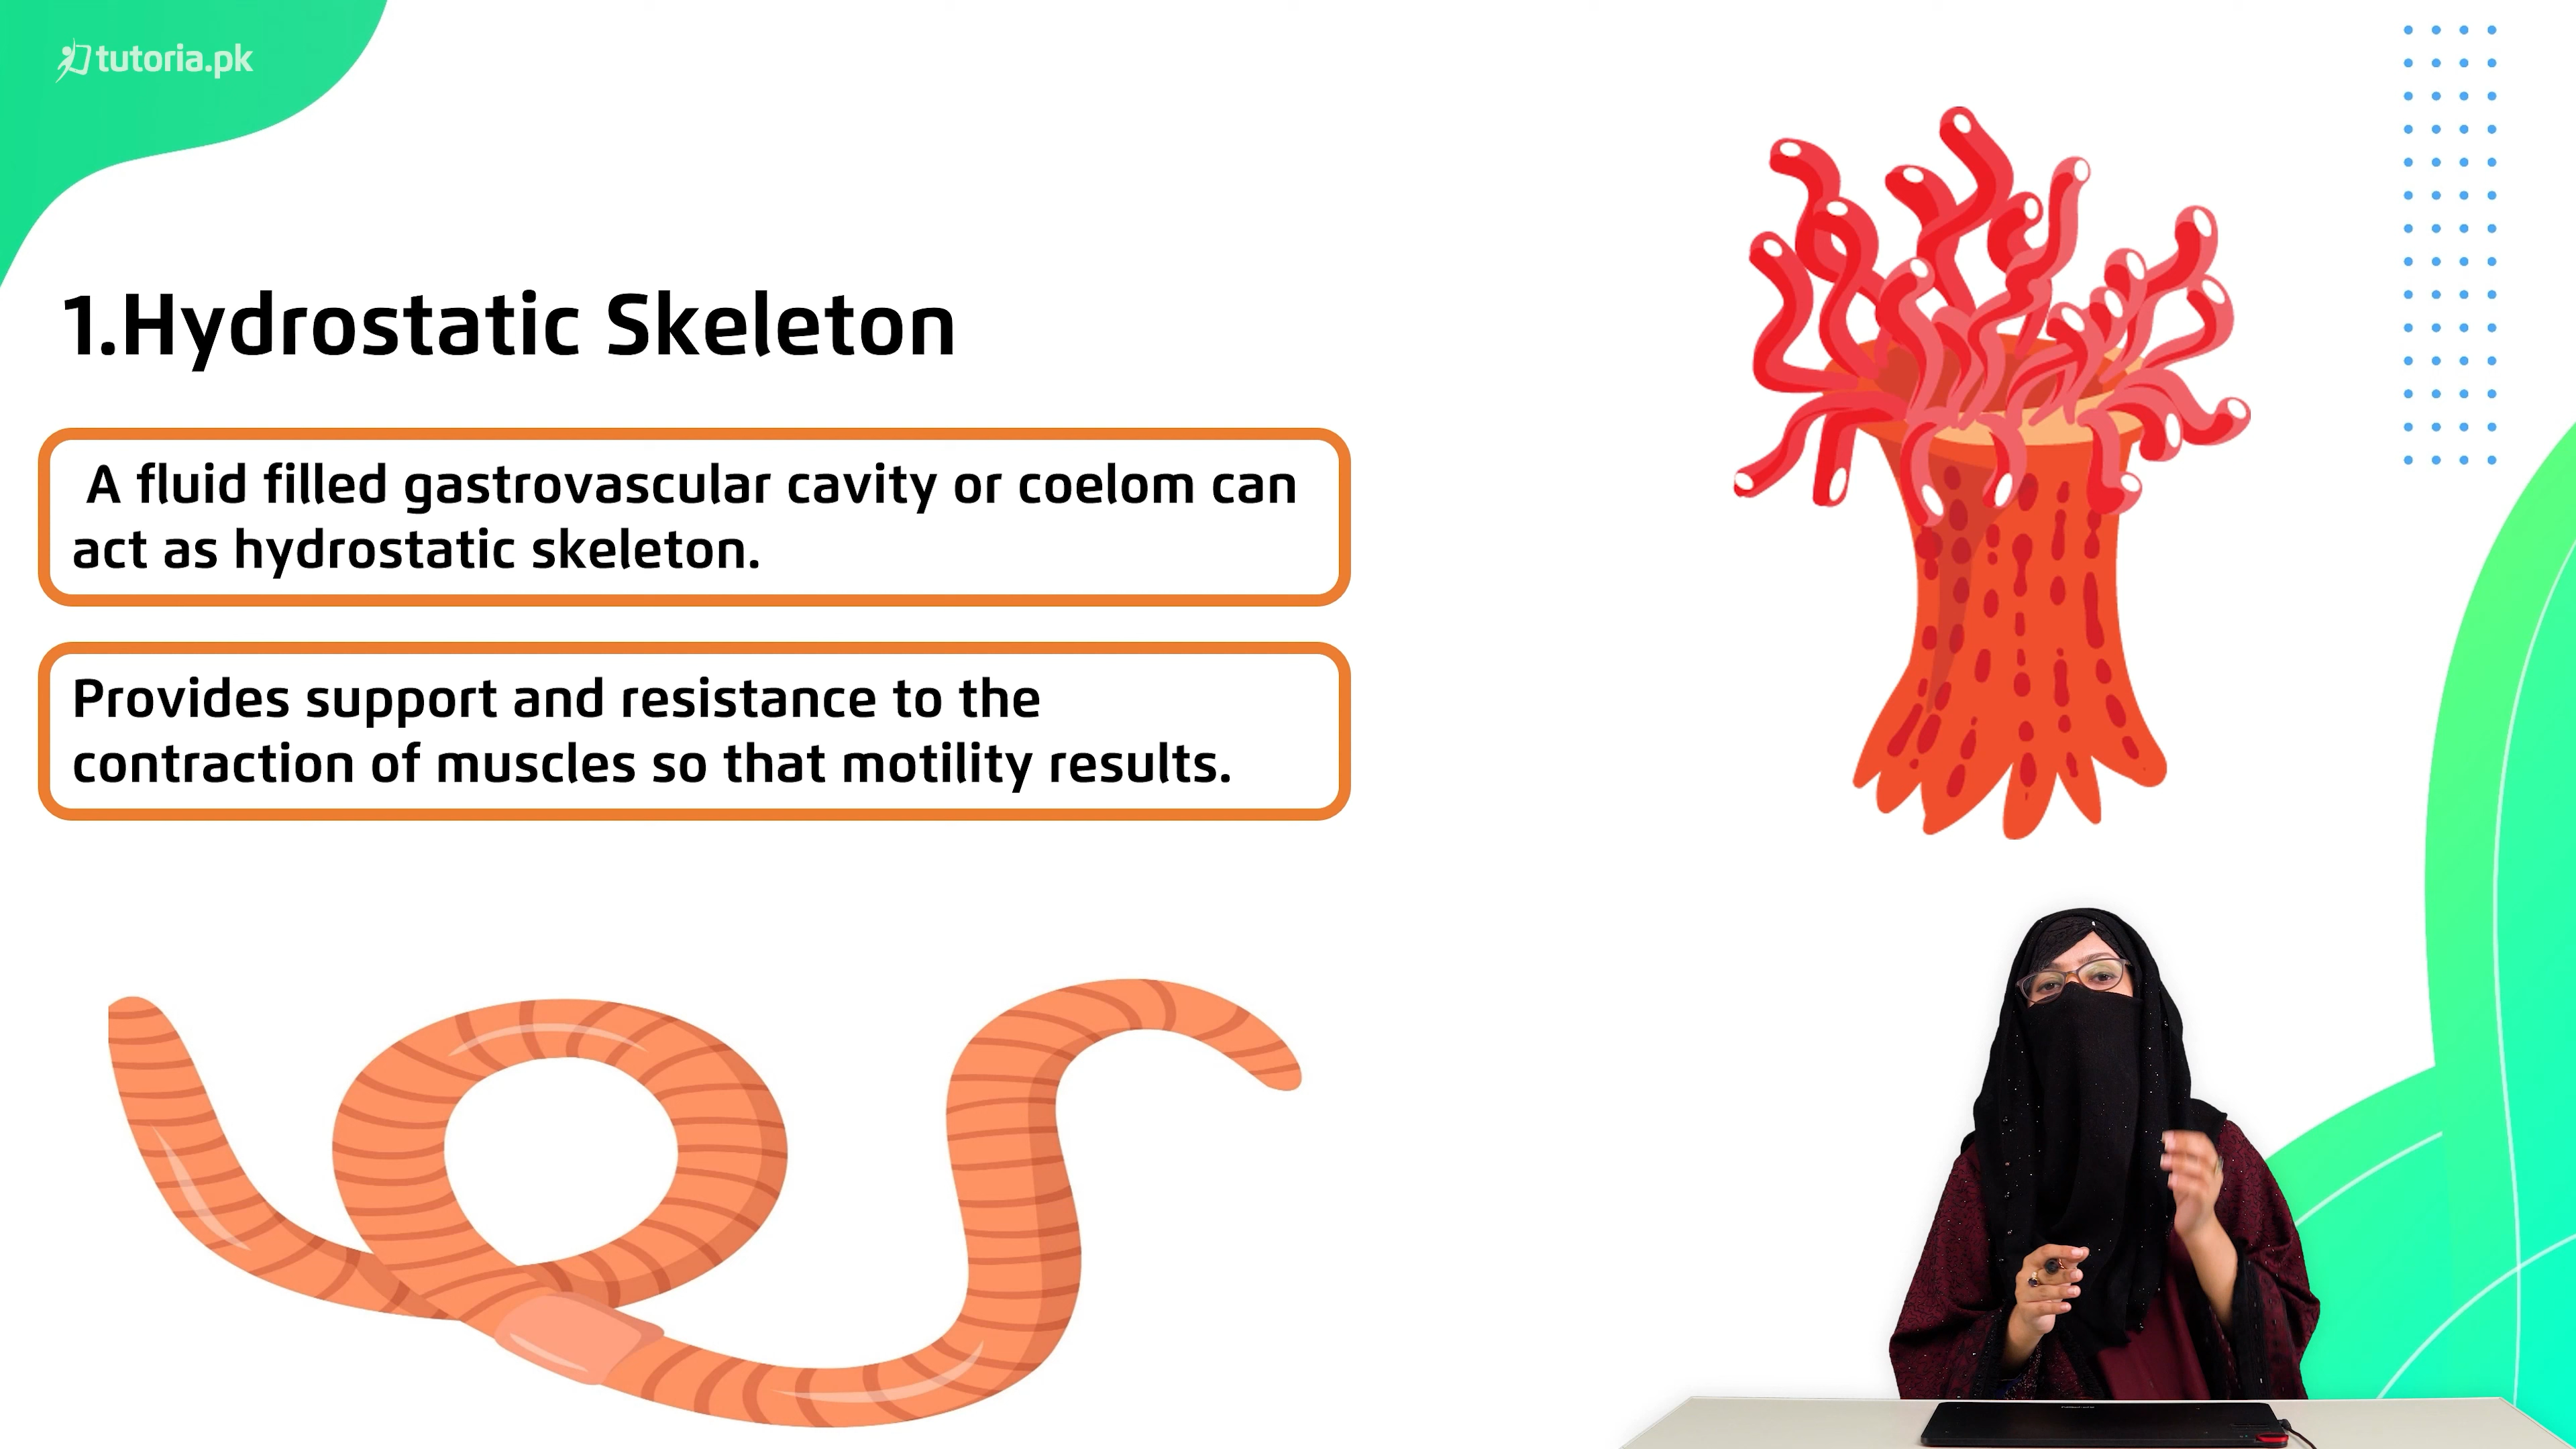 tutoria.pk
1.Hydrostatic Skeleton
A fluid filled gastrovascular cavity or coelom can
act as hydrostatic skeleton.
Provides support and resistance to the
contraction of muscles so that motility results.